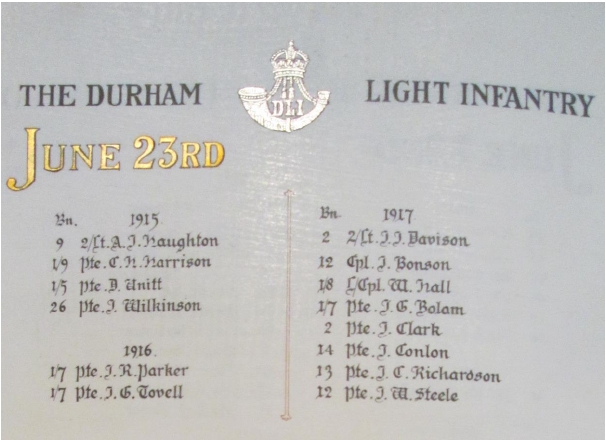 THE DURHAM LIGHT INFANTRY
DLI
JUNE 23RD
Bn. 1915.
9 2/Lt. A. J. Haughton
1/9 Pte. C. H. Harrison
1/5 Pte. D. Unitt
26 Pte. J. Wilkinson
1916.
1/7 Pte. J. R. Parker
1/7 Pte. J. G. Tovell
Bn. 1917
2 2/Lt. J. J. Davison
12 Cpl. J. Bonson
1/8 L/Cpl. W. Hall
1/7 Pte. J. G. Bolam
2 Pte. J. Clark
14 Pte. J. Conlon
13 Pte. J. C. Richardson
12 Pte. J. W. Steele